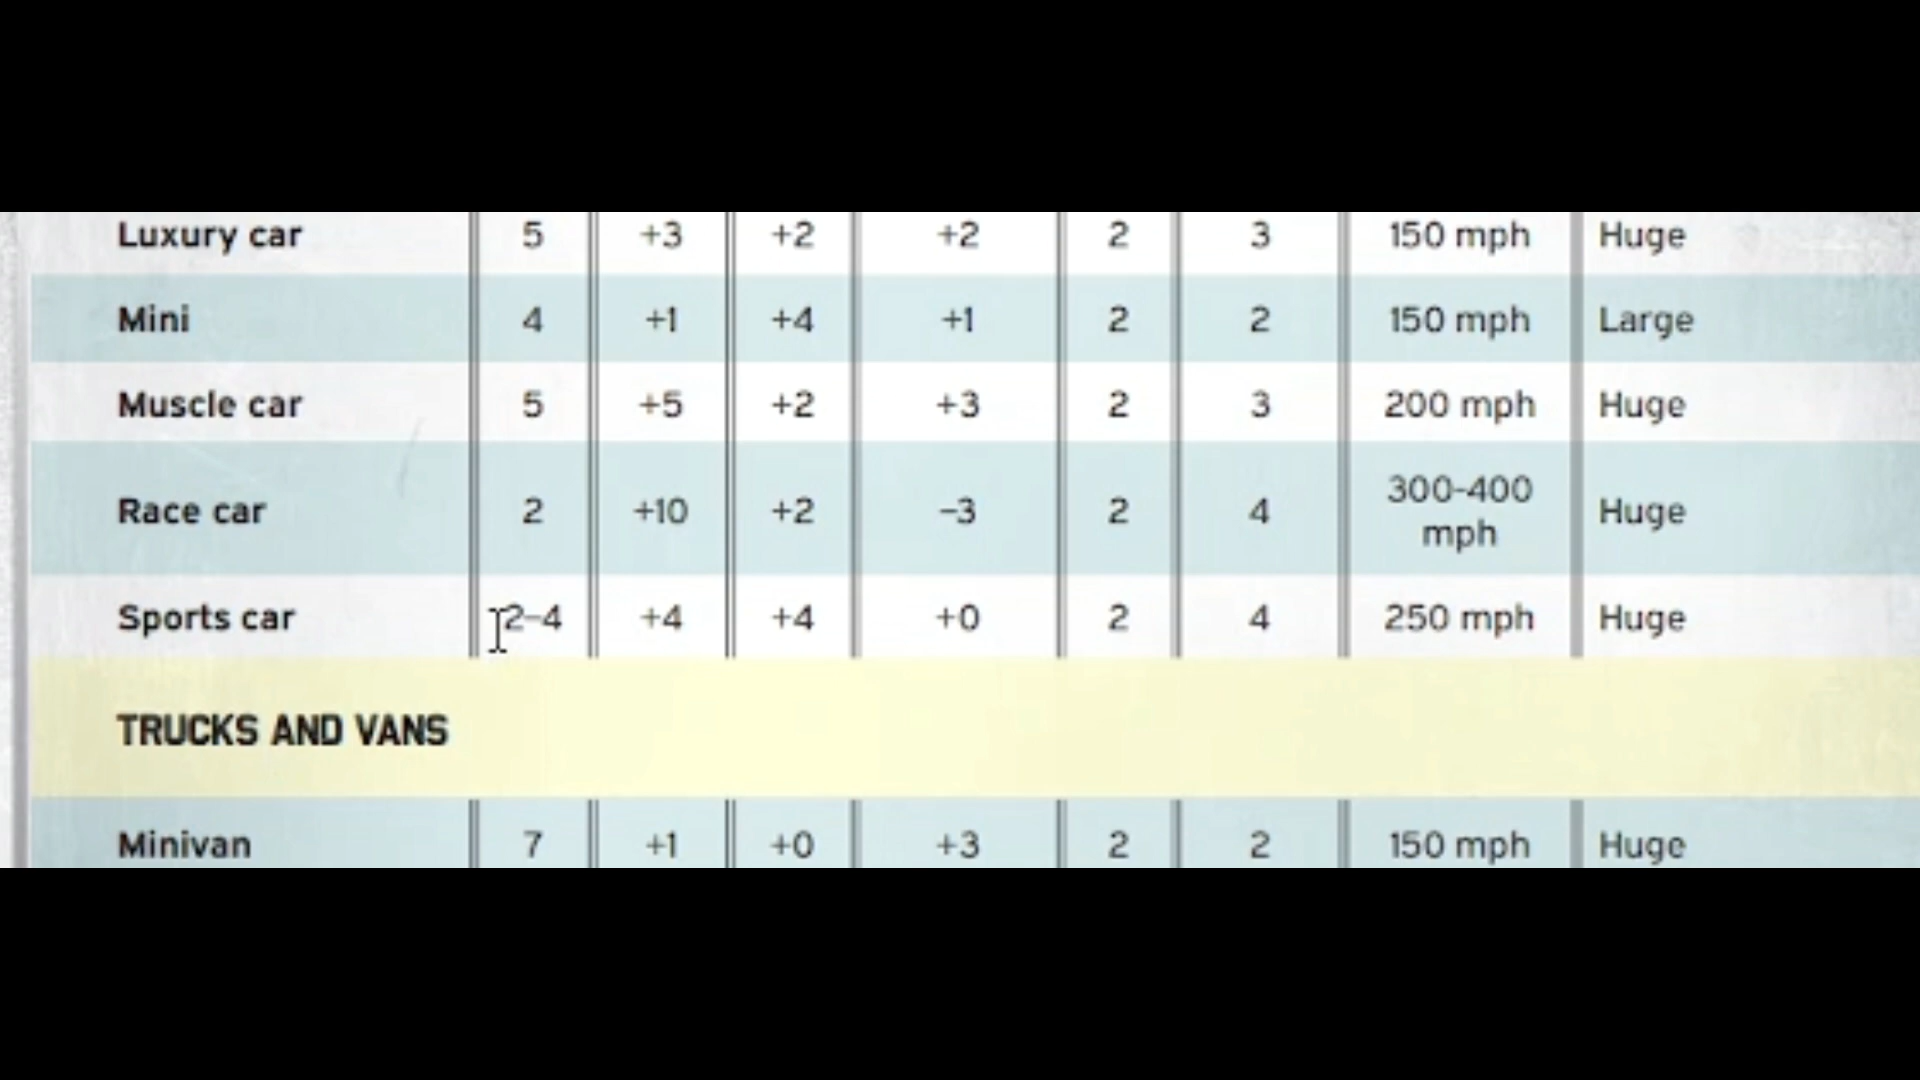 Luxury car 5 +3 +2 +2 2 3 150 mph Huge
Mini 4 +1 +4 +1 2 2 150 mph Large
Muscle car 5 +5 +2 +3 2 3 200 mph Huge
Race car 2 +10 +2 –3 2 4 300-400 mph Huge
Sports car 2–4 +4 +4 +0 2 4 250 mph Huge
TRUCKS AND VANS
Minivan 7 +1 +0 +3 2 2 150 mph Huge